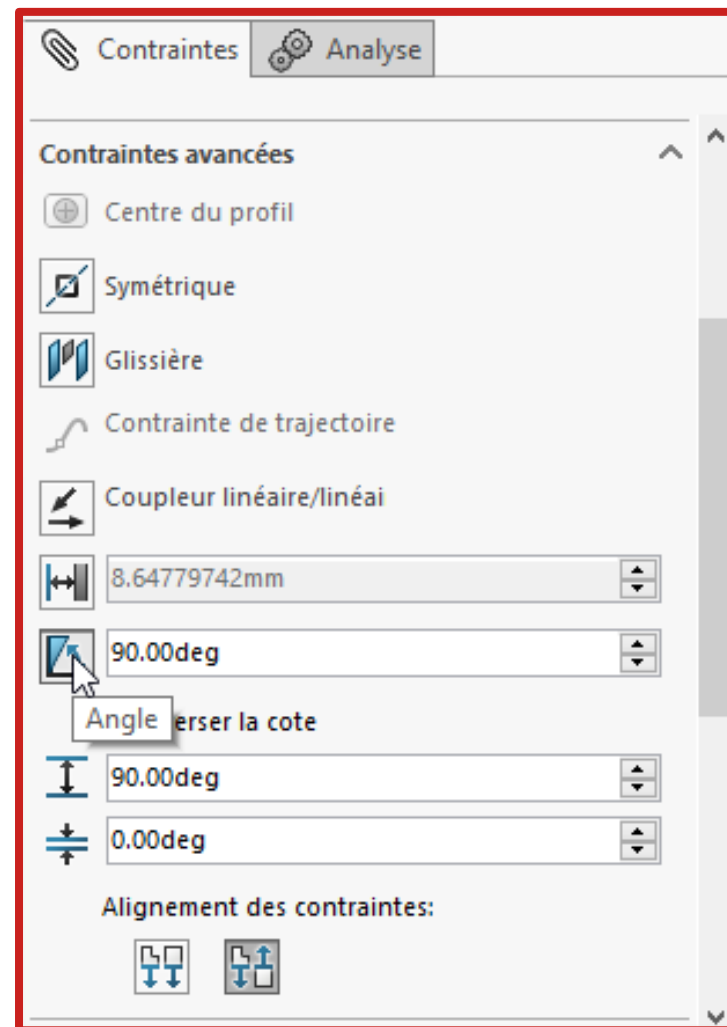 Contraintes
Analyse
Contraintes avancées
Centre du profil
Symétrique
Glissière
Contrainte de trajectoire
Coupleur linéaire/linéai
8.64779742mm
90.00deg
Angle
erser la cote
90.00deg
0.00deg
Alignement des contraintes: